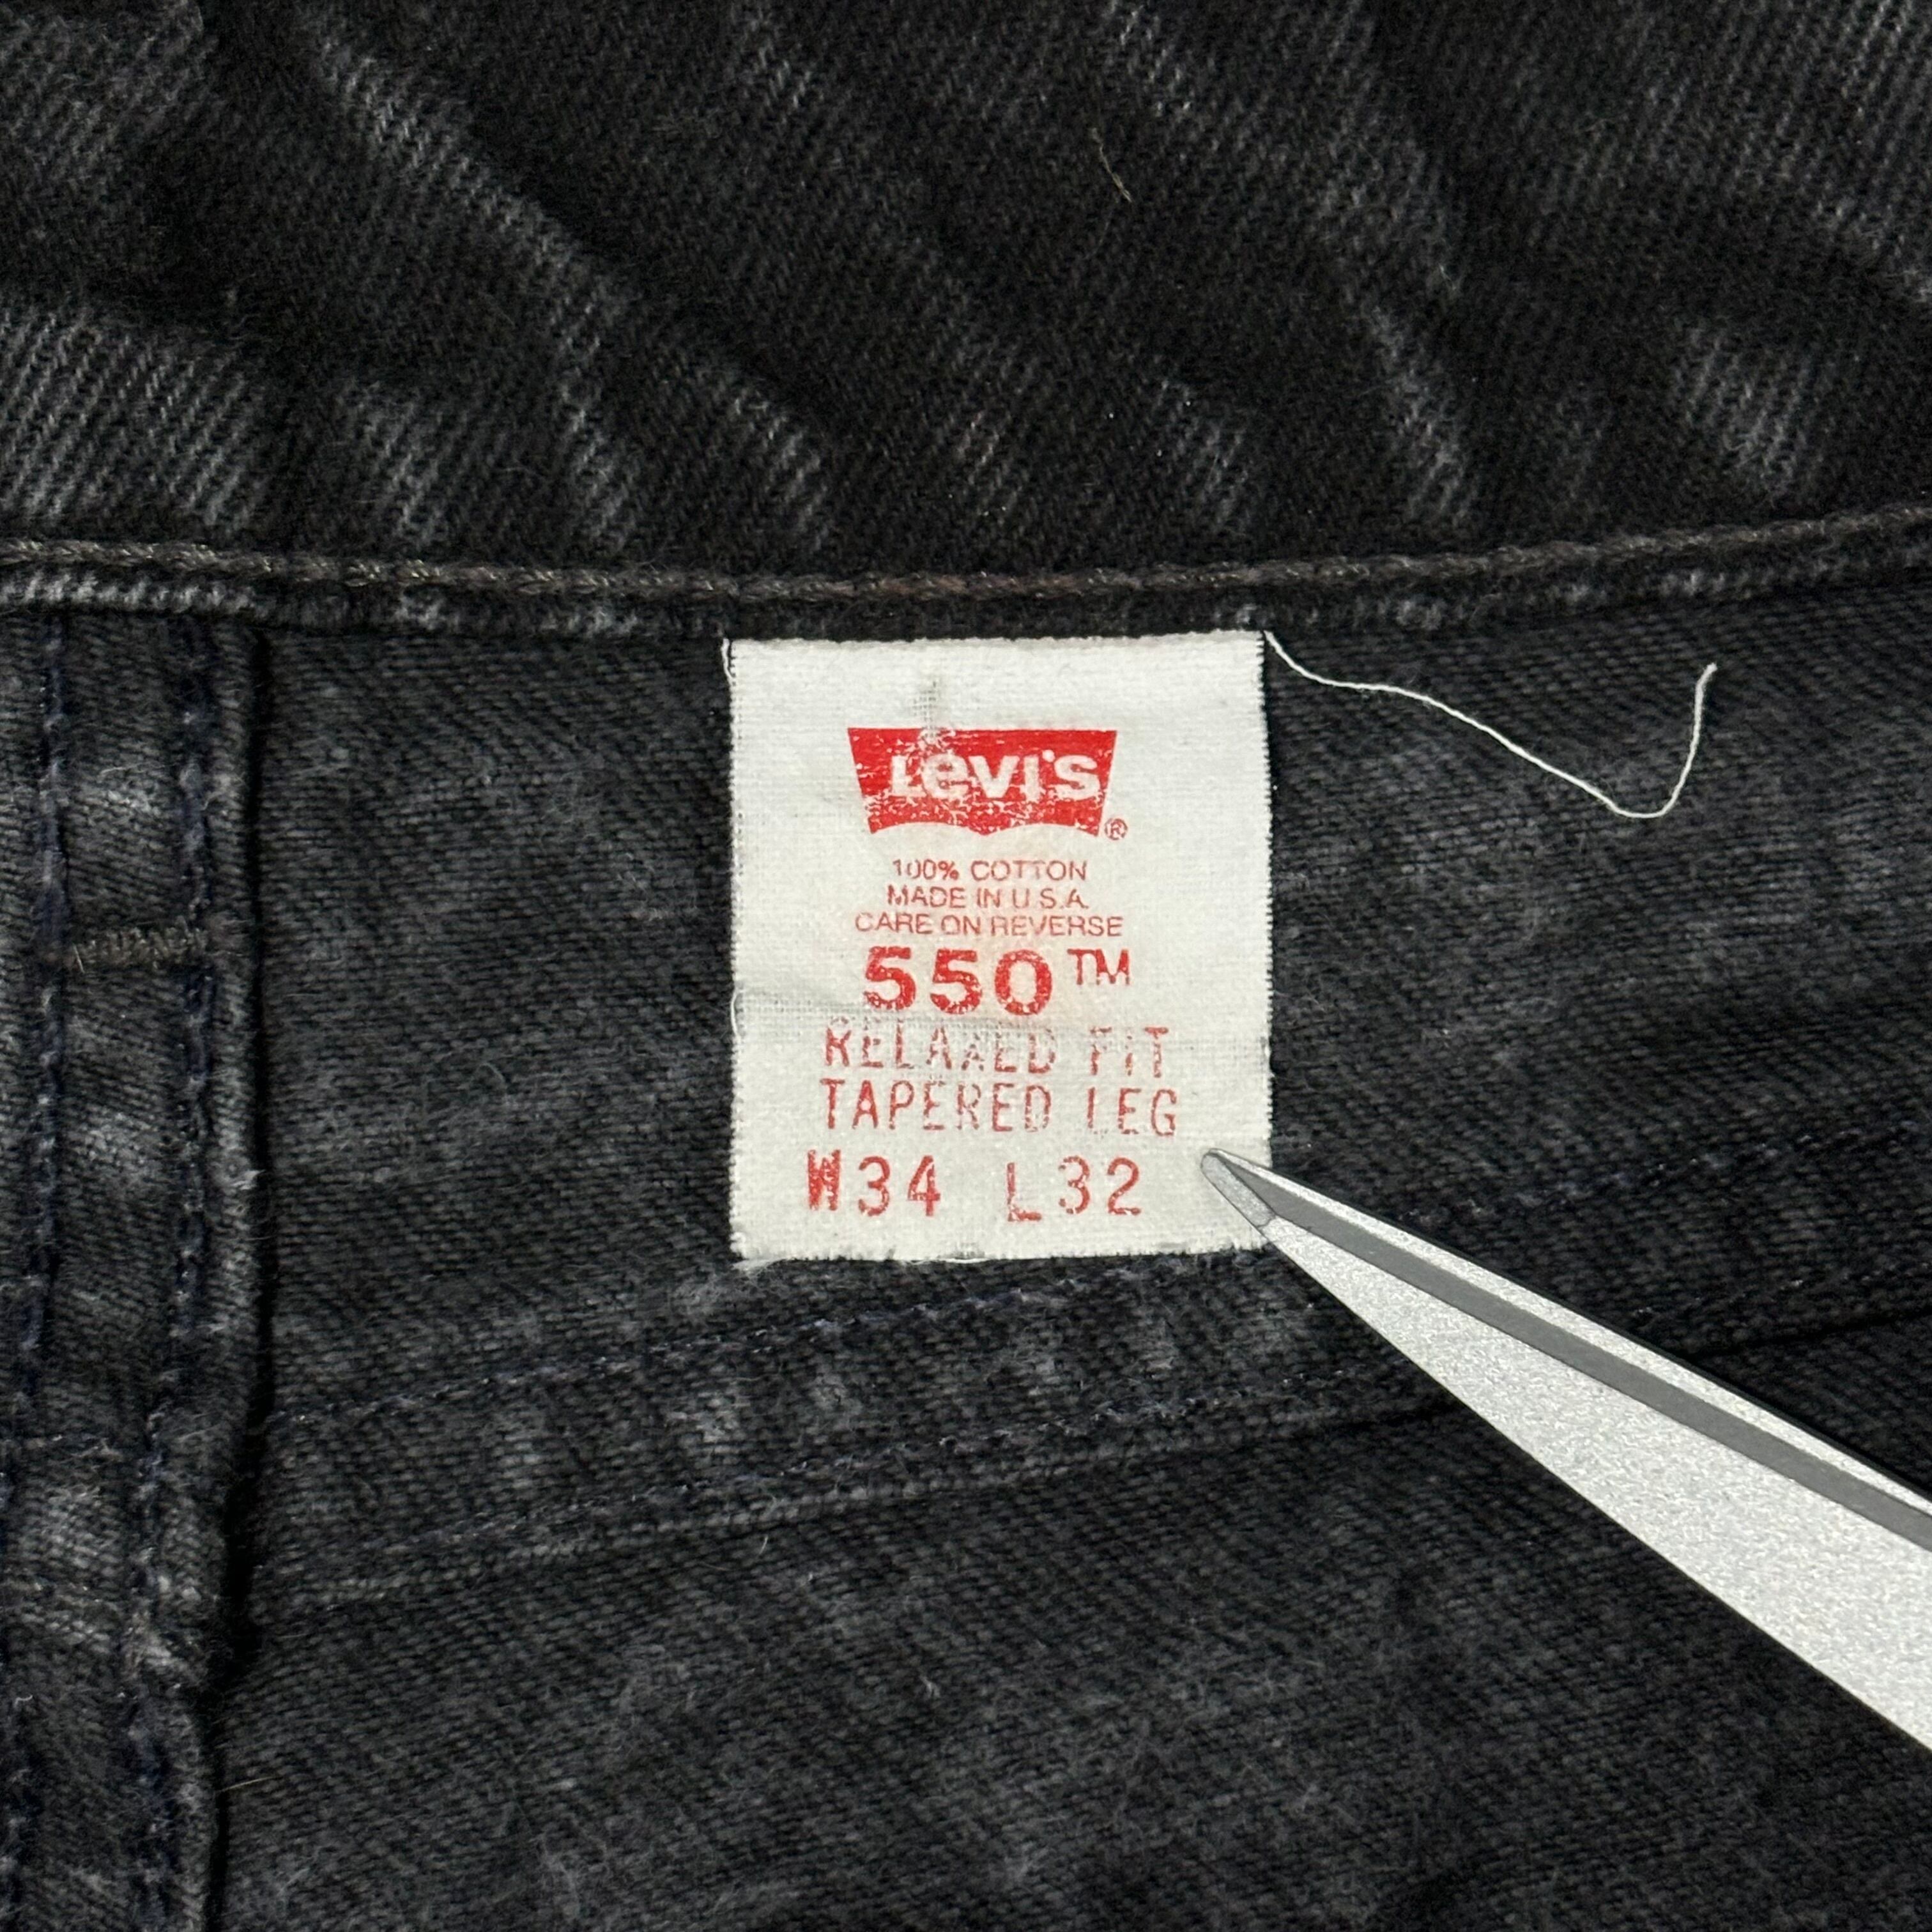 Levi's ®
100% COTTON
MADE IN U.S.A.
CARE ON REVERSE
550™
RELAXED FIT
TAPERED LEG
W34 L32